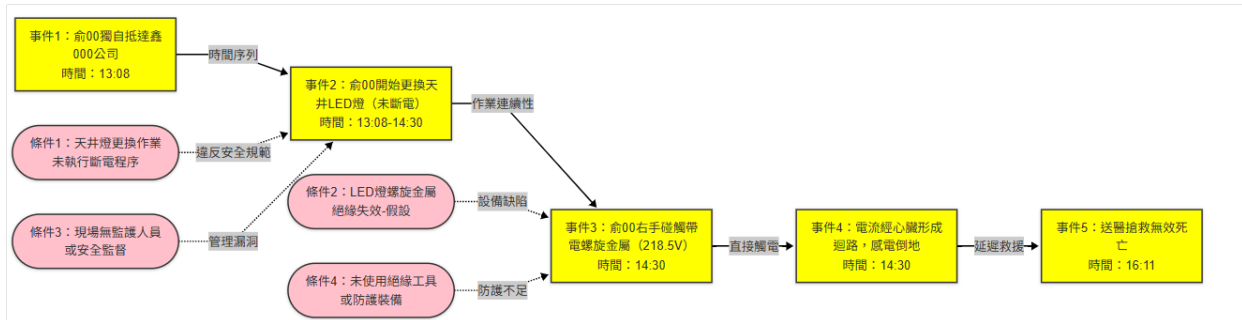 事件1：俞00獨自抵達鑫
000公司
時間：13:08
時間序列
事件2：俞00開始更換天
井LED燈（未斷電）
時間：13:08-14:30
作業連續性
條件1：天井燈更換作業
未執行斷電程序
違反安全規範
條件3：現場無監護人員
或安全監督
管理漏洞
條件2：LED燈螺旋金屬
絕緣失效-假設
設備缺陷
條件4：未使用絕緣工具
或防護裝備
防護不足
事件3：俞00右手碰觸帶
電螺旋金屬（218.5V）
時間：14:30
直接觸電
事件4：電流經心臟形成
迴路，感電倒地
時間：14:30
延遲救援
事件5：送醫搶救無效死
亡
時間：16:11